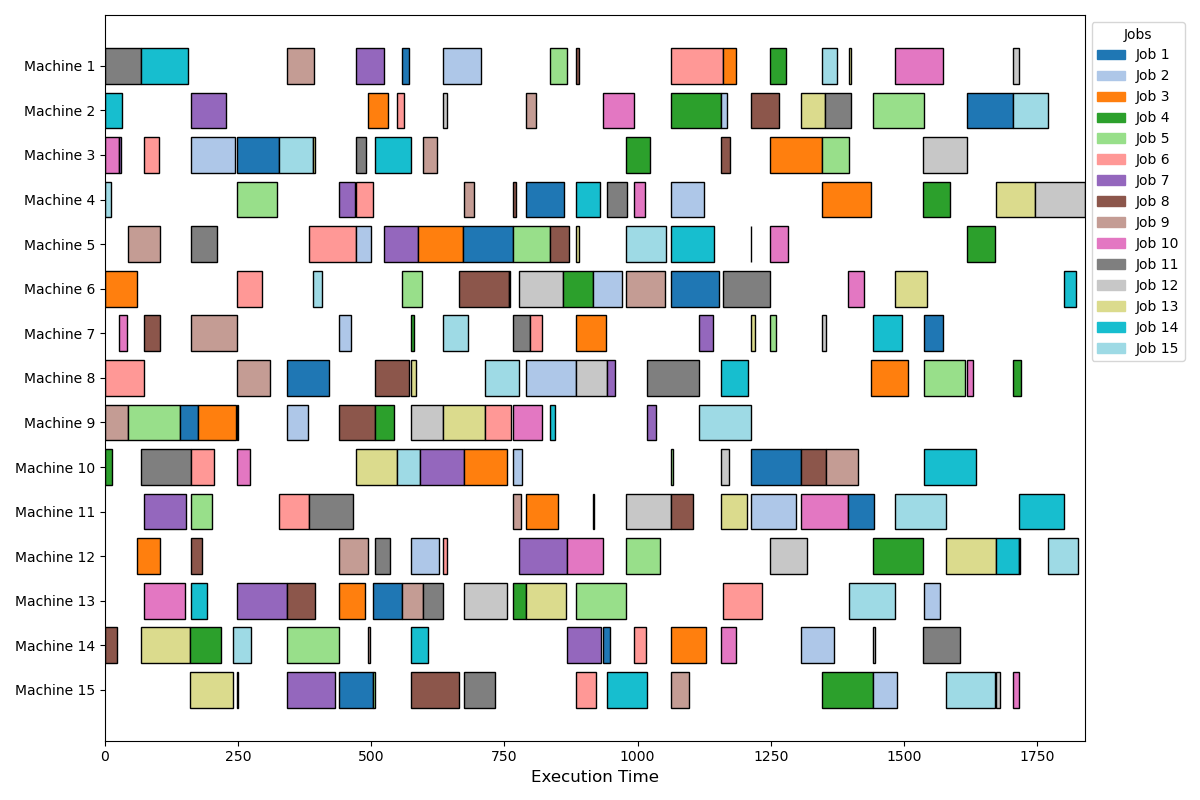 Machine 1
Machine 2
Machine 3
Machine 4
Machine 5
Machine 6
Machine 7
Machine 8
Machine 9
Machine 10
Machine 11
Machine 12
Machine 13
Machine 14
Machine 15
0 250 500 750 1000 1250 1500 1750
Execution Time
Jobs
Job 1
Job 2
Job 3
Job 4
Job 5
Job 6
Job 7
Job 8
Job 9
Job 10
Job 11
Job 12
Job 13
Job 14
Job 15